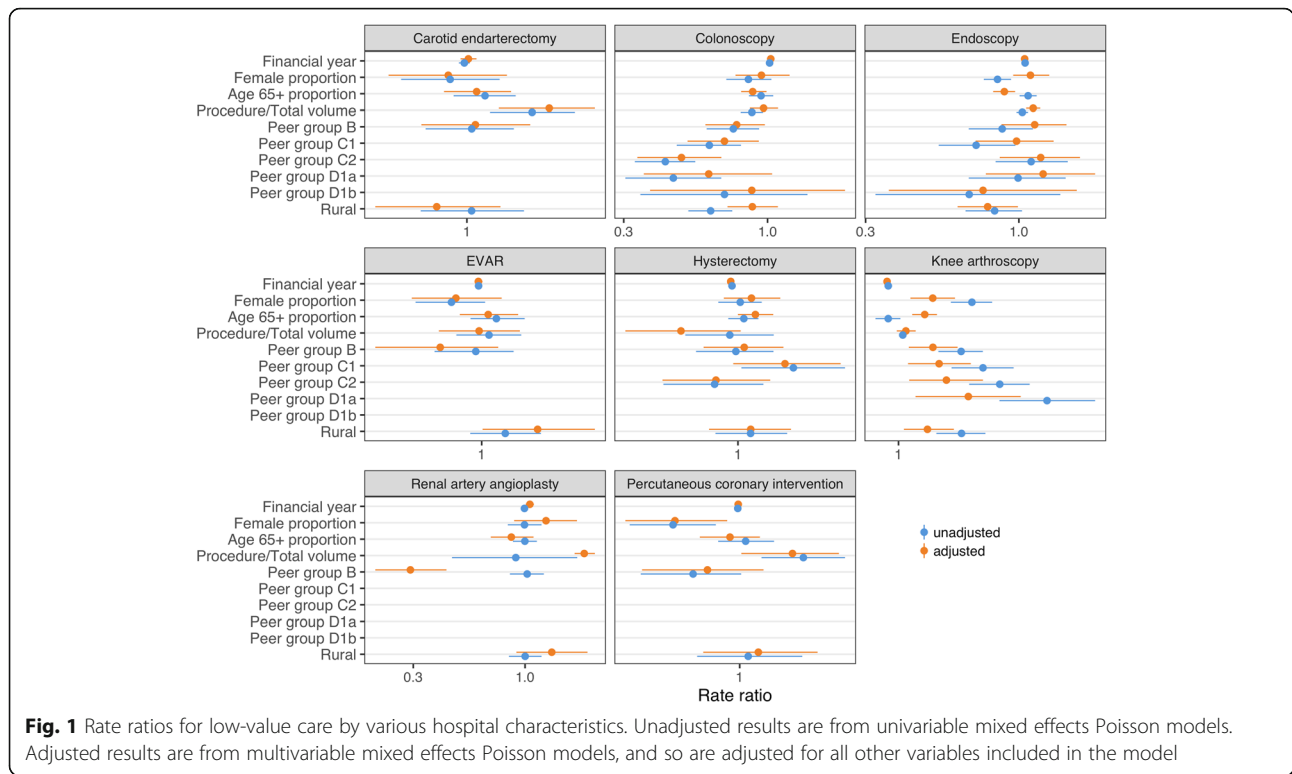 Carotid endarterectomy
Colonoscopy
Endoscopy
Financial year
Female proportion
Age 65+ proportion
Procedure/Total volume
Peer group B
Peer group C1
Peer group C2
Peer group D1a
Peer group D1b
Rural
1
0.3
1.0
0.3
1.0
EVAR
Hysterectomy
Knee arthroscopy
Financial year
Female proportion
Age 65+ proportion
Procedure/Total volume
Peer group B
Peer group C1
Peer group C2
Peer group D1a
Peer group D1b
Rural
1
1
1
Renal artery angioplasty
Percutaneous coronary intervention
Financial year
Female proportion
Age 65+ proportion
Procedure/Total volume
Peer group B
Peer group C1
Peer group C2
Peer group D1a
Peer group D1b
Rural
0.3
1.0
1
unadjusted
adjusted
Rate ratio
Fig. 1 Rate ratios for low-value care by various hospital characteristics. Unadjusted results are from univariable mixed effects Poisson models.
Adjusted results are from multivariable mixed effects Poisson models, and so are adjusted for all other variables included in the model